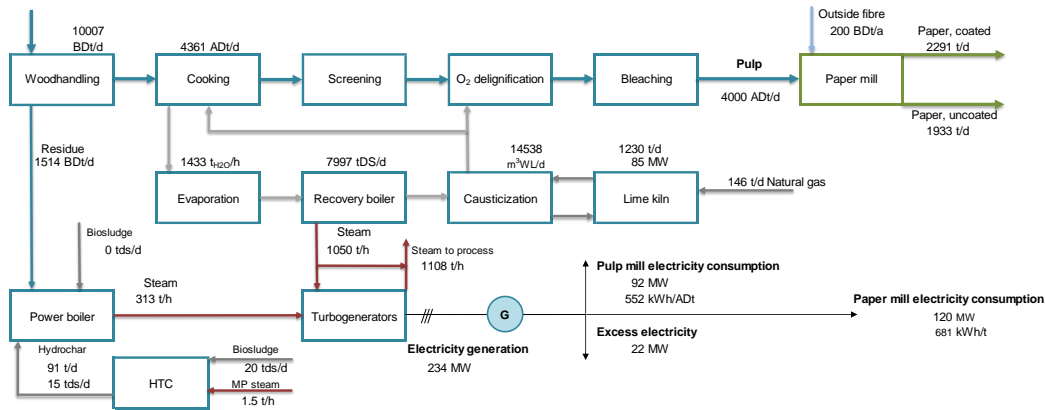 10007
BDt/d
4361 ADt/d
Outside fibre
200 BDt/a
Paper, coated
2291 t/d
Woodhandling
Cooking
Screening
O₂ delignification
Bleaching
Pulp
4000 ADt/d
Paper mill
Paper, uncoated
1933 t/d
Residue
1514 BDt/d
1433 tH2O/h
7997 tDS/d
14538
m³WL/d
1230 t/d
85 MW
146 t/d Natural gas
Evaporation
Recovery boiler
Causticization
Lime kiln
Biosludge
0 tds/d
Steam
1050 t/h
Steam to process
1108 t/h
Steam
313 t/h
Pulp mill electricity consumption
92 MW
552 kWh/ADt
Power boiler
Turbogenerators
G
Paper mill electricity consumption
120 MW
681 kWh/t
Excess electricity
22 MW
Electricity generation
234 MW
Hydrochar
91 t/d
15 tds/d
HTC
Biosludge
20 tds/d
MP steam
1.5 t/h